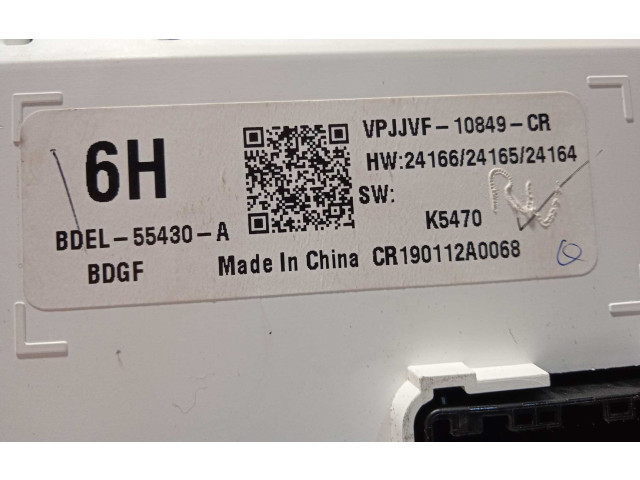 6H
VPJJVF-10849-CR
HW:24166/24165/24164
SW:
K5470
BDEL-55430-A
BDGF
Made In China CR190112A0068